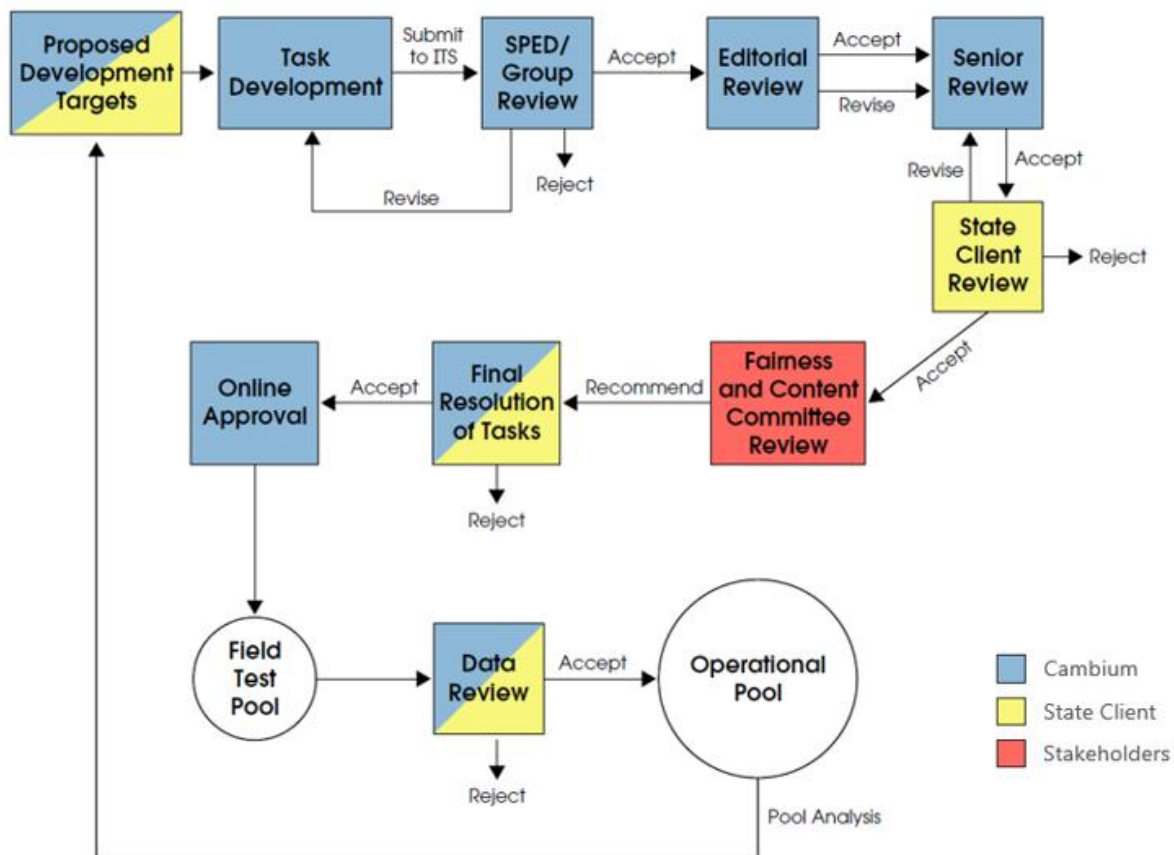 Proposed
Development
Targets
Task
Development
Submit
to ITS
SPED/
Group
Review
Accept
Editorial
Review
Accept
Revise
Senior
Review
Revise
Reject
Revise
Accept
State
Client
Review
Reject
Accept
Online
Approval
Accept
Final
Resolution
of Tasks
Recommend
Fairness
and Content
Committee
Review
Reject
Field
Test
Pool
Data
Review
Accept
Operational
Pool
Reject
Cambium
State Client
Stakeholders
Pool Analysis